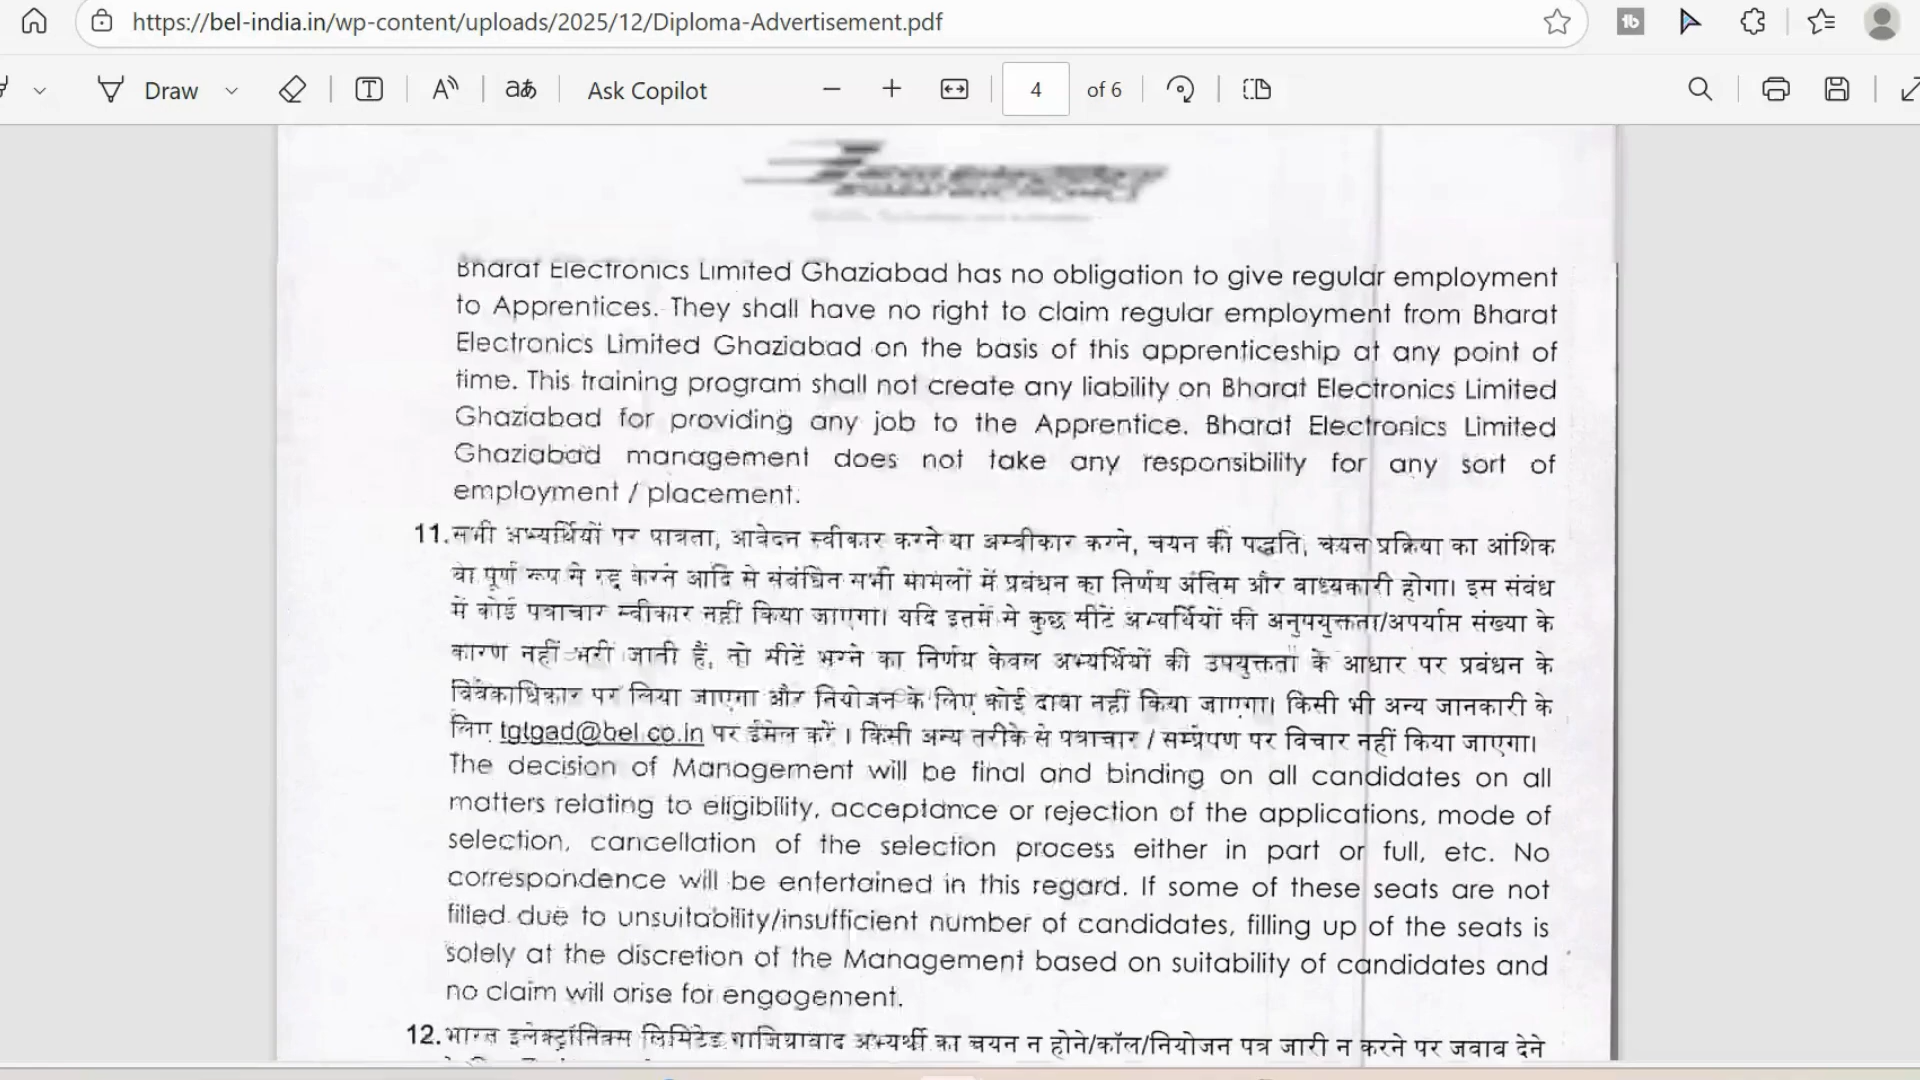 https://bel-india.in/wp-content/uploads/2025/12/Diploma-Advertisement.pdf
Draw
Ask Copilot
4 of 6
Bharat Electronics Limited Ghaziabad has no obligation to give regular employment
to Apprentices. They shall have no right to claim regular employment from Bharat
Electronics Limited Ghaziabad on the basis of this apprenticeship at any point of
time. This training program shall not create any liability on Bharat Electronics Limited
Ghaziabad for providing any job to the Apprentice. Bharat Electronics Limited
Ghaziabad management does not take any responsibility for any sort of
employment / placement.
11. सभी अभ्यर्थियों पर पात्रता, आवेदन स्वीकार करने या अस्वीकार करने, चयन की पद्धति, चयन प्रक्रिया का आंशिक
या पूर्ण रूप से रद्द करने आदि से संबंधित सभी मामलों में प्रबंधन का निर्णय अंतिम और बाध्यकारी होगा। इस संबंध
में कोई पत्राचार स्वीकार नहीं किया जाएगा। यदि इनमें से कुछ सीटें अभ्यर्थियों की अनुपयुक्तता/अपर्याप्त संख्या के
कारण नहीं भरी जाती हैं, तो सीटें भरने का निर्णय केवल अभ्यर्थियों की उपयुक्तता के आधार पर प्रबंधन के
विवेकाधिकार पर लिया जाएगा और नियोजन के लिए कोई दावा नहीं किया जाएगा। किसी भी अन्य जानकारी के
लिए tgtgad@bel.co.in पर ईमेल करें। किसी अन्य तरीके से पत्राचार / सम्प्रेषण पर विचार नहीं किया जाएगा।
The decision of Management will be final and binding on all candidates on all
matters relating to eligibility, acceptance or rejection of the applications, mode of
selection, cancellation of the selection process either in part or full, etc. No
correspondence will be entertained in this regard. If some of these seats are not
filled due to unsuitability/insufficient number of candidates, filling up of the seats is
solely at the discretion of the Management based on suitability of candidates and
no claim will arise for engagement.
12. भारत इलेक्ट्रॉनिक्स लिमिटेड गाजियाबाद अभ्यर्थी का चयन न होने/कॉल/नियोजन पत्र जारी न करने पर जवाब देने